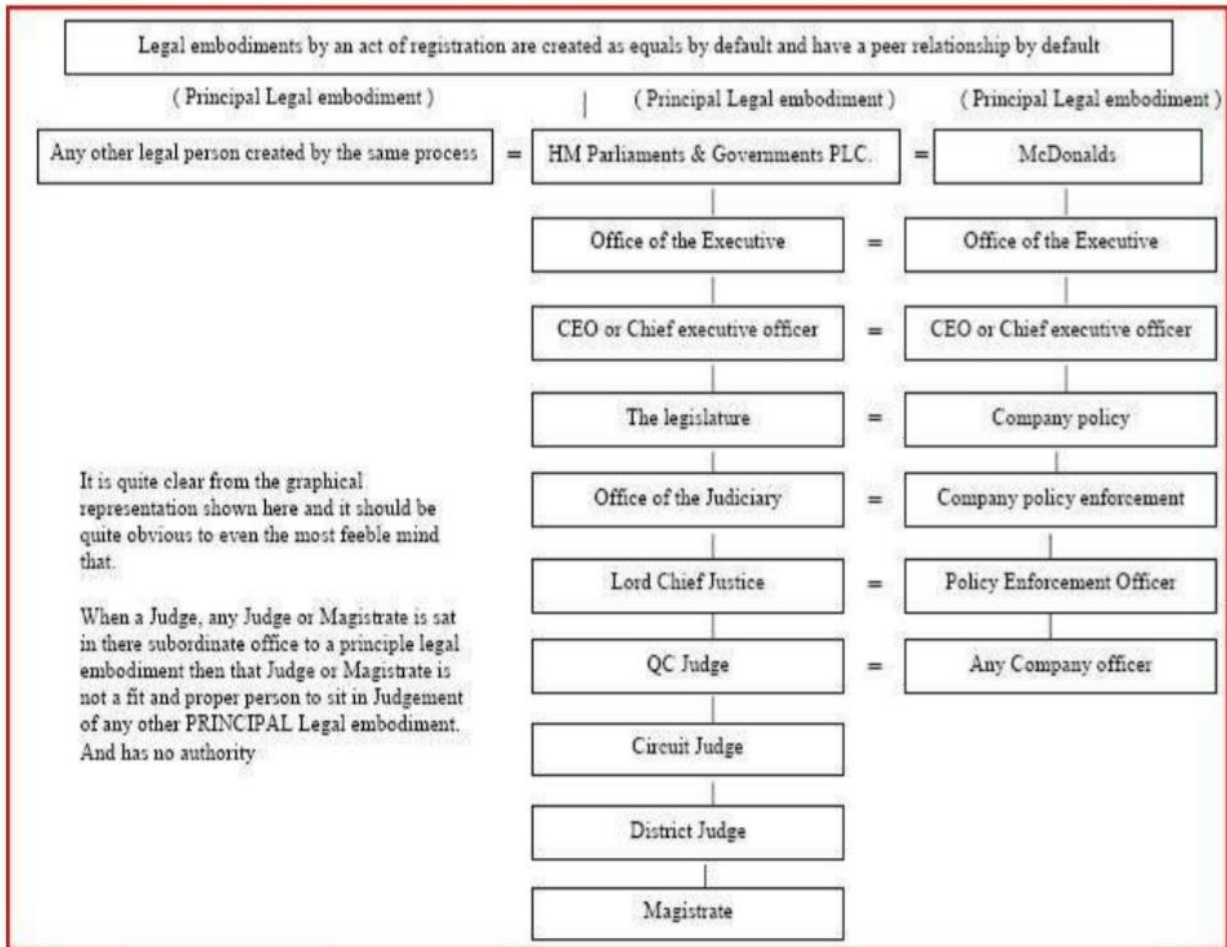 Legal embodiments by an act of registration are created as equals by default and have a peer relationship by default
( Principal Legal embodiment ) ( Principal Legal embodiment ) ( Principal Legal embodiment )
Any other legal person created by the same process = HM Parliaments & Governments PLC. = McDonalds
Office of the Executive = Office of the Executive
CEO or Chief executive officer = CEO or Chief executive officer
The legislature = Company policy
Office of the Judiciary = Company policy enforcement
Lord Chief Justice = Policy Enforcement Officer
QC Judge = Any Company officer
Circuit Judge
District Judge
Magistrate
It is quite clear from the graphical
representation shown here and it should be
quite obvious to even the most feeble mind
that.
When a Judge, any Judge or Magistrate is sat
in there subordinate office to a principle legal
embodiment then that Judge or Magistrate is
not a fit and proper person to sit in Judgement
of any other PRINCIPAL Legal embodiment.
And has no authority